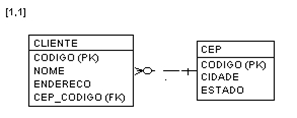 [1,1]
CLIENTE
CODIGO (PK)
NOME
ENDERECO
CEP_CODIGO (FK)
CEP
CODIGO (PK)
CIDADE
ESTADO